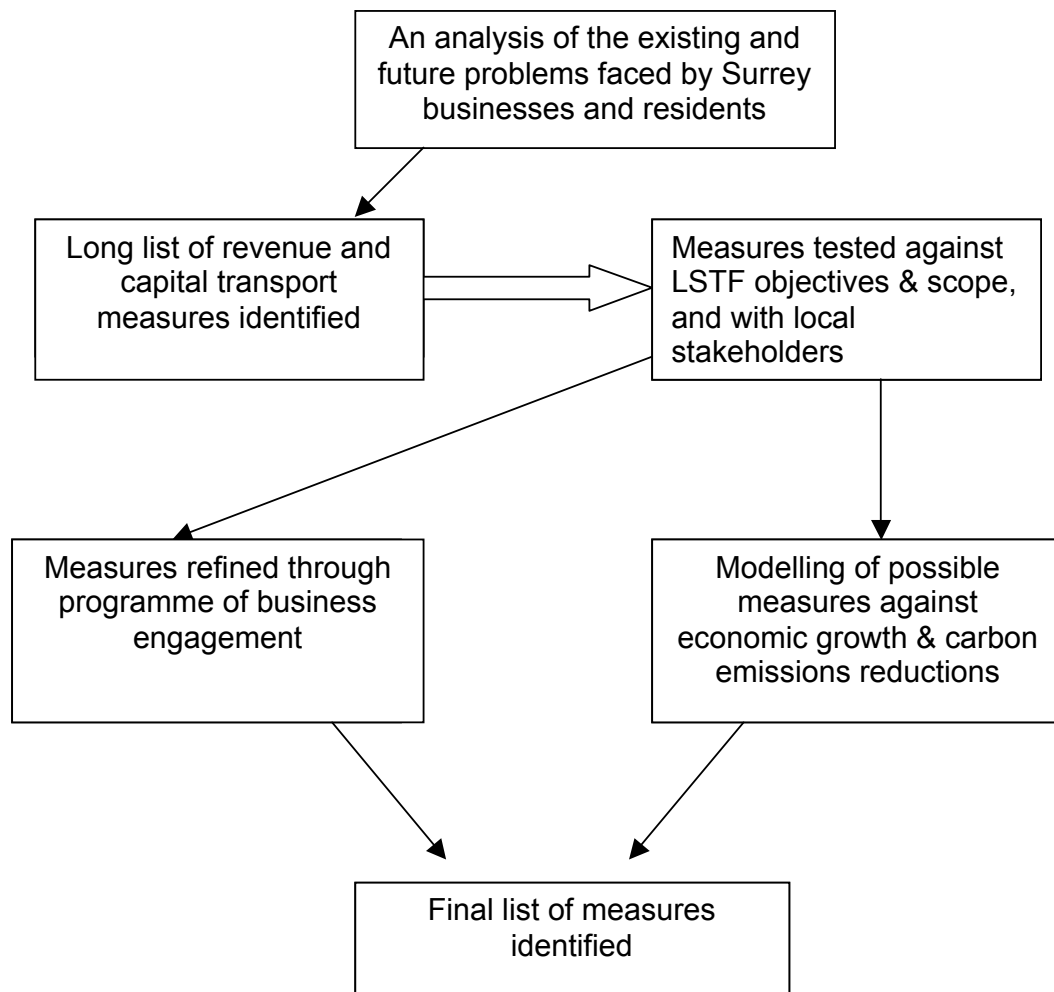 An analysis of the existing and
future problems faced by Surrey
businesses and residents
Long list of revenue and
capital transport
measures identified
Measures tested against
LSTF objectives & scope,
and with local
stakeholders
Measures refined through
programme of business
engagement
Modelling of possible
measures against
economic growth & carbon
emissions reductions
Final list of measures
identified